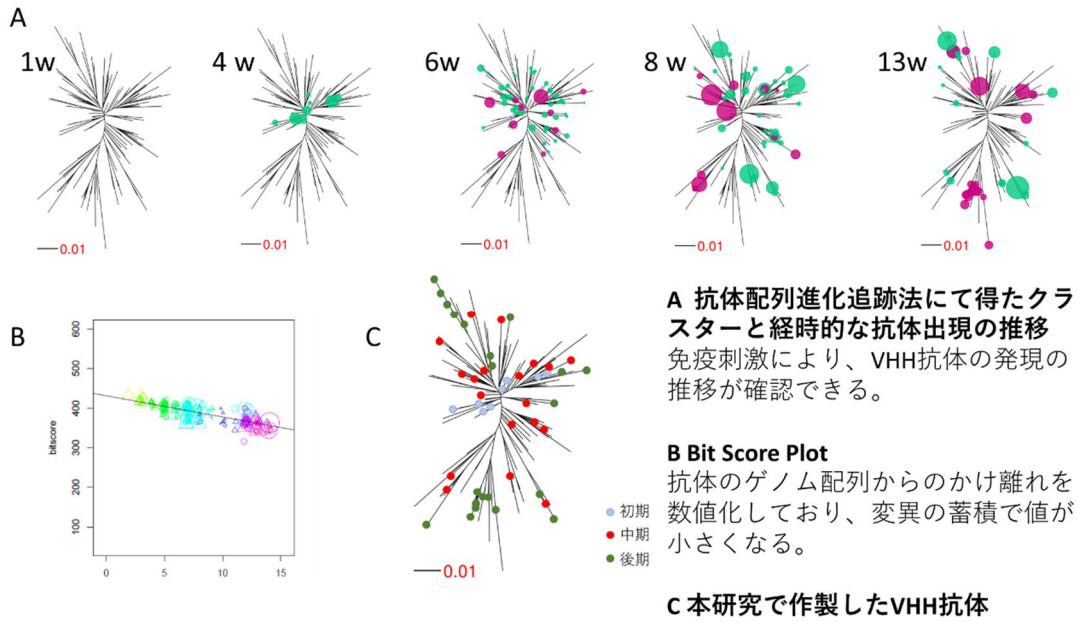 A
1w
4 w
6w
8 w
13w
0.01
0.01
0.01
0.01
0.01
B
600
500
400
300
200
100
bitscore
0
5
10
15
C
初期
中期
後期
0.01
A 抗体配列進化追跡法にて得たクラ
スターと経時的な抗体出現の推移
免疫刺激により、VHH抗体の発現の
推移が確認できる。
B Bit Score Plot
抗体のゲノム配列からのかけ離れを
数値化しており、変異の蓄積で値が
小さくなる。
C 本研究で作製したVHH抗体